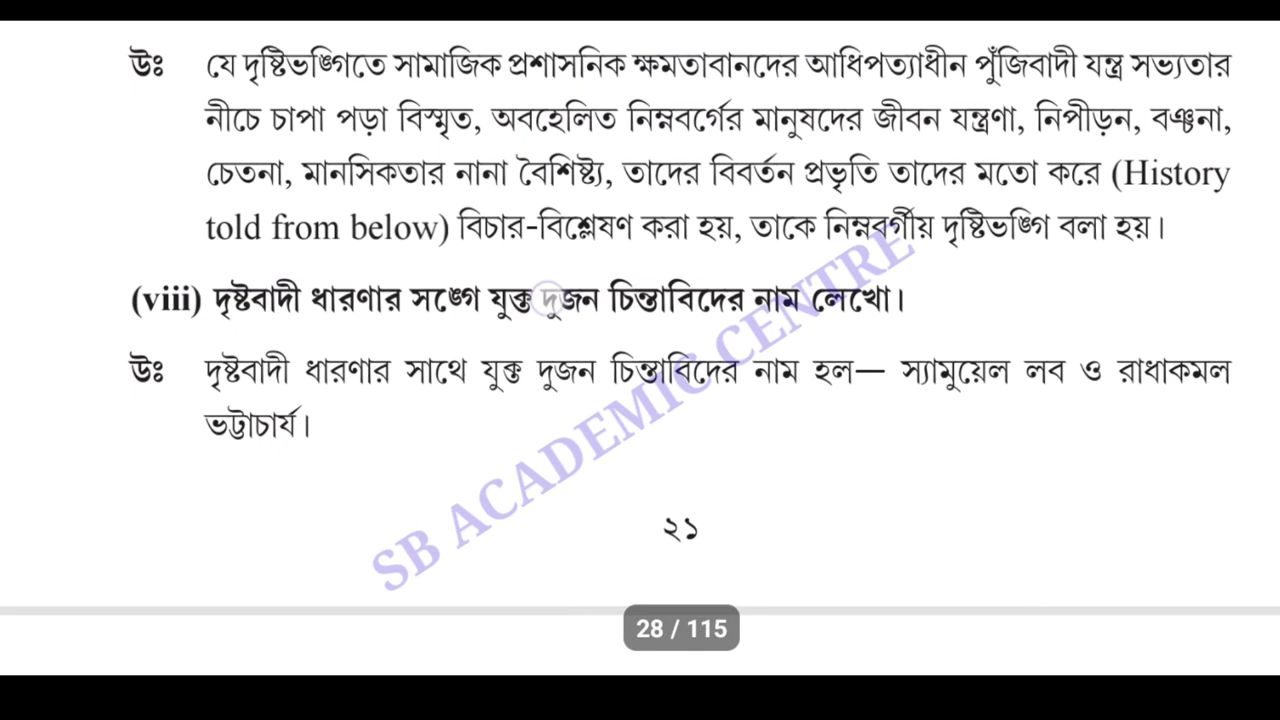 উঃ যে দৃষ্টিভঙ্গিতে সামাজিক প্রশাসনিক ক্ষমতাবানদের আধিপত্যাধীন পুঁজিবাদী যন্ত্র সভ্যতার
নীচে চাপা পড়া বিস্মৃত, অবহেলিত নিম্নবর্গের মানুষদের জীবন যন্ত্রণা, নিপীড়ন, বঞ্চনা,
চেতনা, মানসিকতার নানা বৈশিষ্ট্য, তাদের বিবর্তন প্রভৃতি তাদের মতো করে (History
told from below) বিচার-বিশ্লেষণ করা হয়, তাকে নিম্নবর্গীয় দৃষ্টিভঙ্গি বলা হয়।
(viii) দৃষ্টবাদী ধারণার সঙ্গে যুক্ত দুজন চিন্তাবিদের নাম লেখো।
উঃ দৃষ্টবাদী ধারণার সাথে যুক্ত দুজন চিন্তাবিদের নাম হল— স্যামুয়েল লব ও রাধাকমল
ভট্টাচার্য।
SB ACADEMIC CENTRE
২১
28 / 115